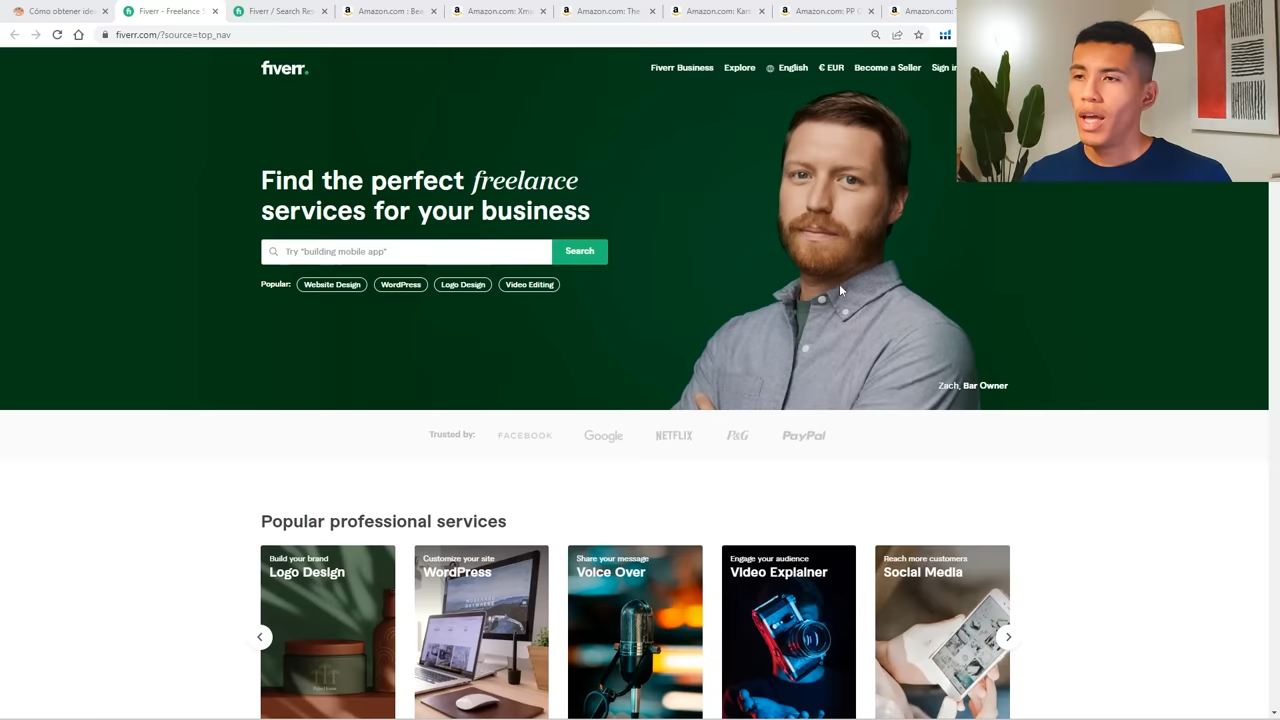 Cómo obtener idea
Fiverr - Freelance S
Fiverr / Search Res
Amazon.com : Bea
Amazon.com: Xmi
Amazon.com: The
Amazon.com: Kars
Amazon.com: PP C
Amazon.com:
fiverr.com/?source=top_nav
fiverr.
Fiverr Business
Explore
English
€ EUR
Become a Seller
Sign in
Find the perfect freelance
services for your business
Try "building mobile app"
Search
Popular:
Website Design
WordPress
Logo Design
Video Editing
Zach, Bar Owner
Trusted by:
FACEBOOK
Google
NETFLIX
P&G
PayPal
Popular professional services
Build your brand
Logo Design
Customize your site
WordPress
Share your message
Voice Over
Engage your audience
Video Explainer
Reach more customers
Social Media